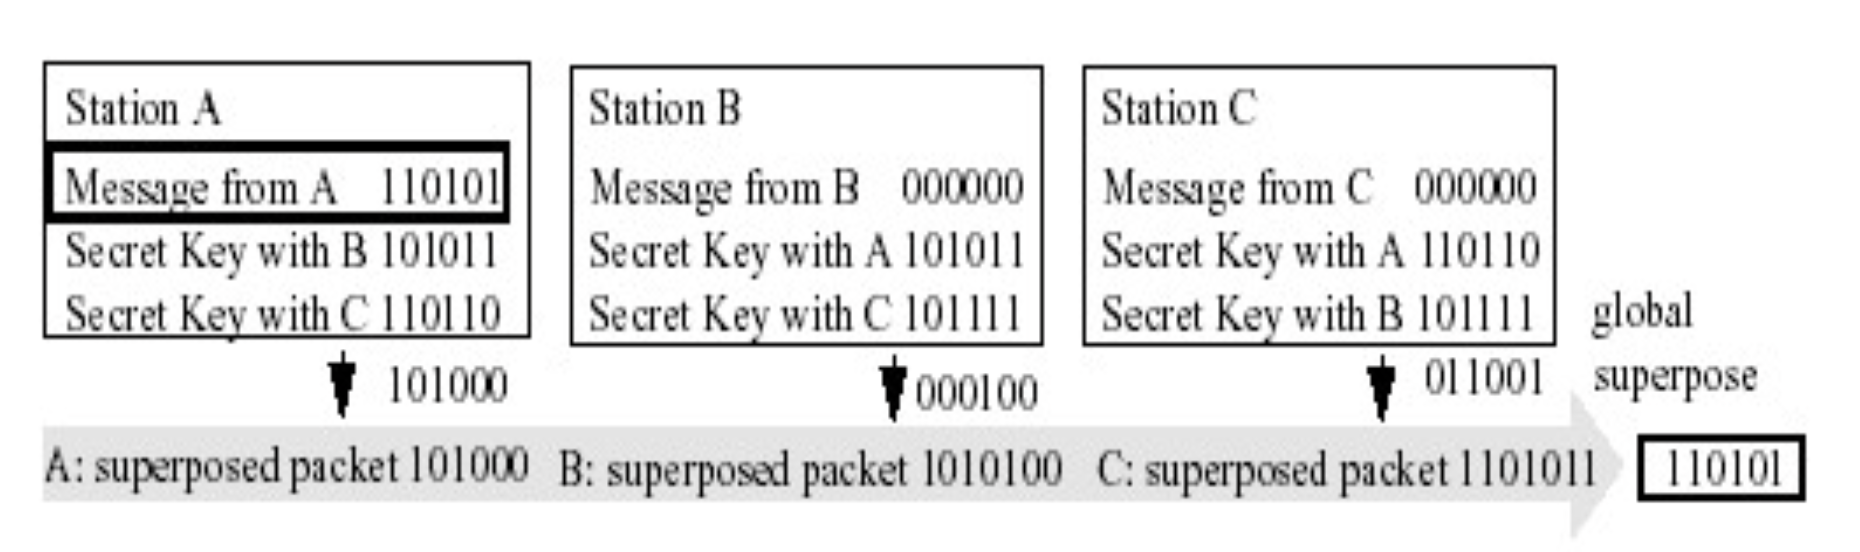 Station A
Message from A 110101
Secret Key with B 101011
Secret Key with C 110110
101000
Station B
Message from B 000000
Secret Key with A 101011
Secret Key with C 101111
000100
Station C
Message from C 000000
Secret Key with A 110110
Secret Key with B 101111
011001
global
superpose
A: superposed packet 101000 B: superposed packet 1010100 C: superposed packet 1101011
110101